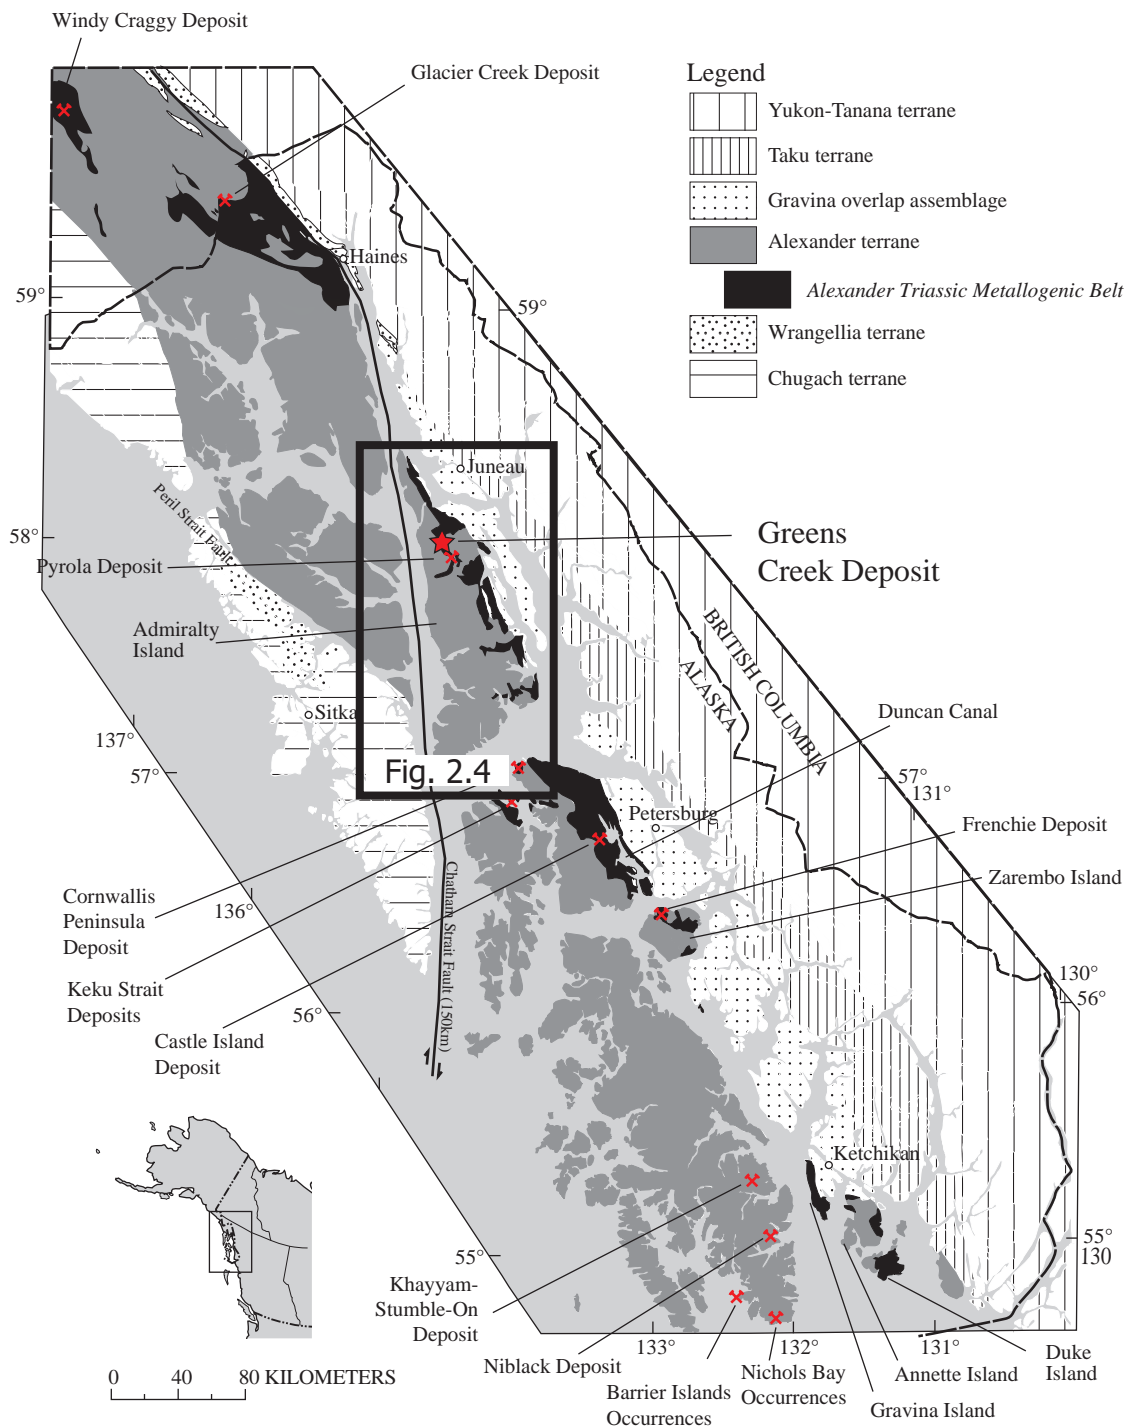 Windy Craggy Deposit
Glacier Creek Deposit
Legend
Yukon-Tanana terrane
Taku terrane
Gravina overlap assemblage
Alexander terrane
Alexander Triassic Metallogenic Belt
Wrangellia terrane
Chugach terrane
Haines
59°
59°
Juneau
Peril Strait Fault
58°
Pyrola Deposit
Greens
Creek Deposit
Admiralty
Island
BRITISH COLUMBIA
ALASKA
Sitka
Duncan Canal
137°
57°
Fig. 2.4
57°
131°
Petersburg
Frenchie Deposit
Zarembo Island
Chatham Strait Fault (150km)
Cornwallis
Peninsula
Deposit
136°
Keku Strait
Deposits
130°
56°
56°
Castle Island
Deposit
Ketchikan
55°
55°
130
Khayyam-
Stumble-On
Deposit
133°
132°
131°
Niblack Deposit
Barrier Islands
Occurrences
Nichols Bay
Occurrences
Annette Island
Duke
Island
Gravina Island
0 40 80 KILOMETERS